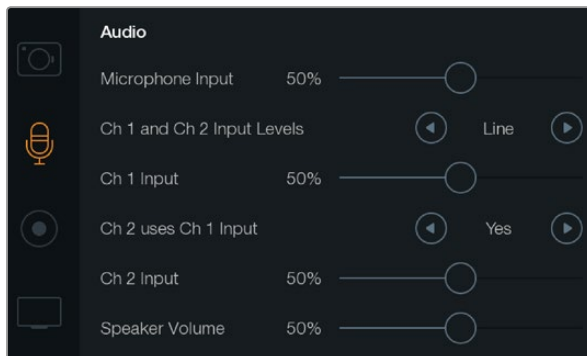 Audio
Microphone Input 50%
Ch 1 and Ch 2 Input Levels Line
Ch 1 Input 50%
Ch 2 uses Ch 1 Input Yes
Ch 2 Input 50%
Speaker Volume 50%